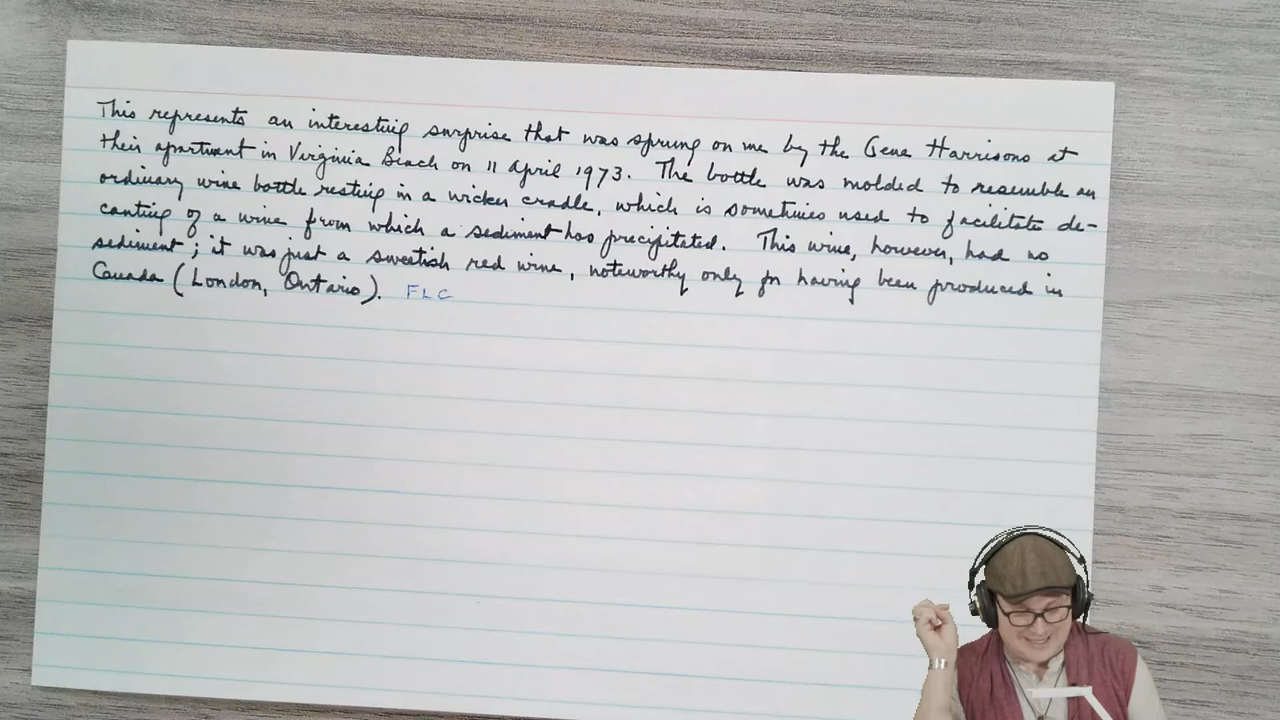 This represents an interesting surprise that was sprung on me by the Gene Harrisons at
their apartment in Virginia Beach on 11 April 1973. The bottle was molded to resemble an
ordinary wine bottle resting in a wicker cradle, which is sometimes used to facilitate de-
canting of a wine from which a sediment has precipitated. This wine, however, had no
sediment; it was just a sweetish red wine, noteworthy only for having been produced in
Canada (London, Ontario). FLC